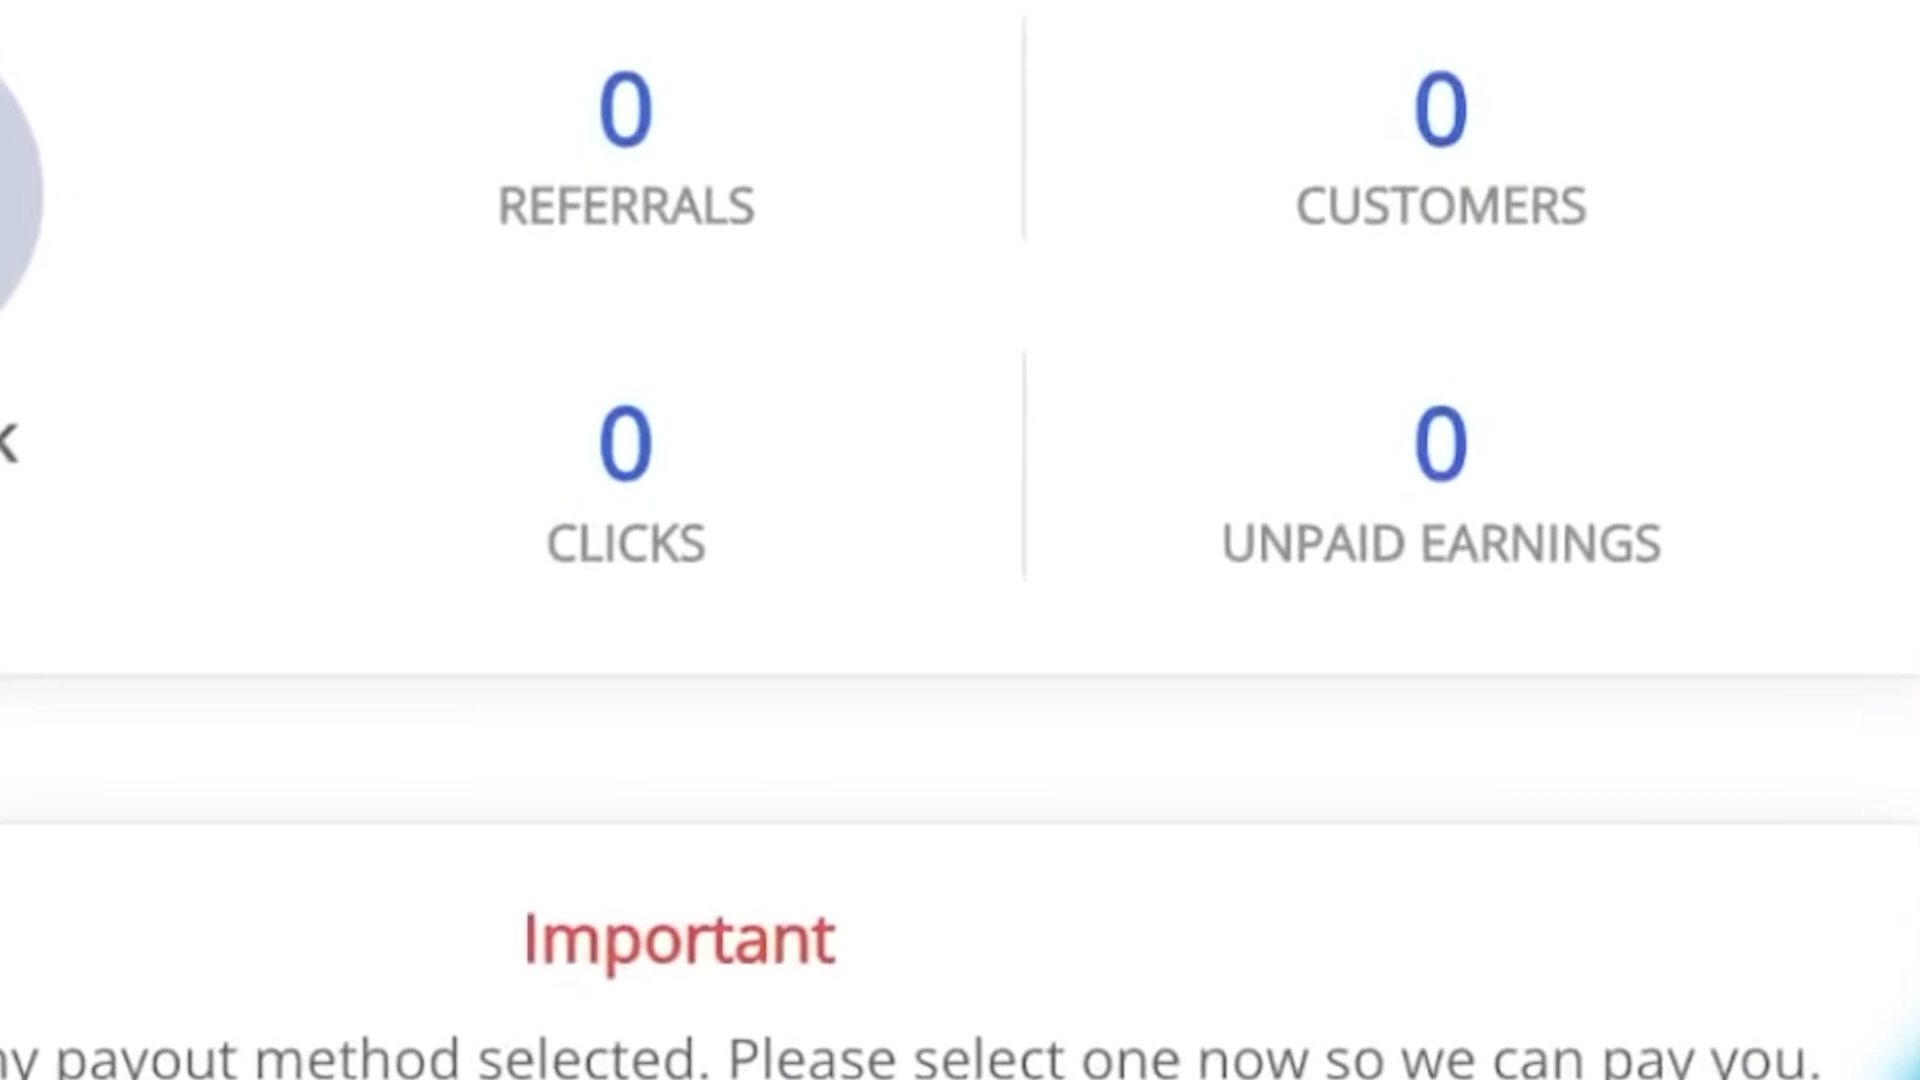 0 0
REFERRALS CUSTOMERS
k
0 0
CLICKS UNPAID EARNINGS
Important
payout method selected. Please select one now so we can pay you.